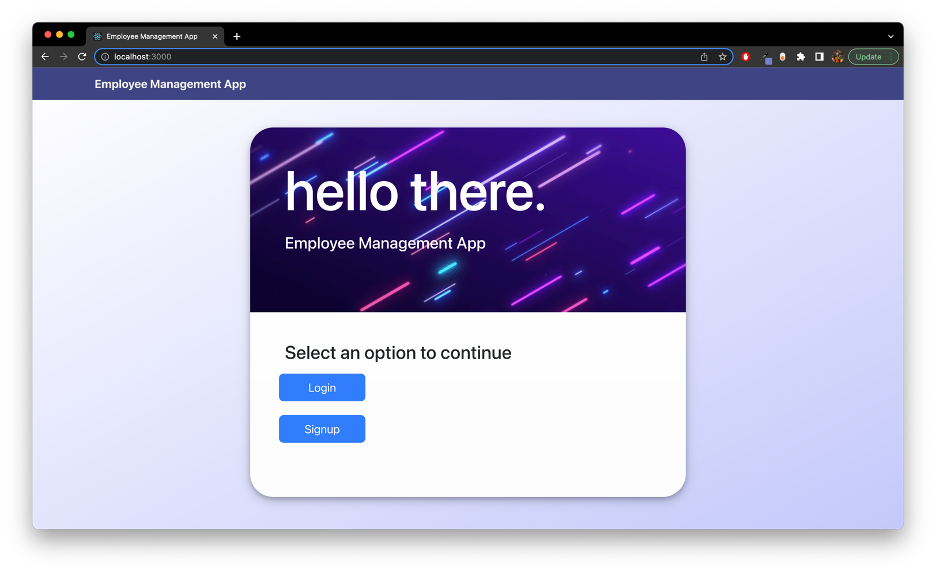 Employee Management App
localhost:3000
Update
Employee Management App
hello there.
Employee Management App
Select an option to continue
Login
Signup